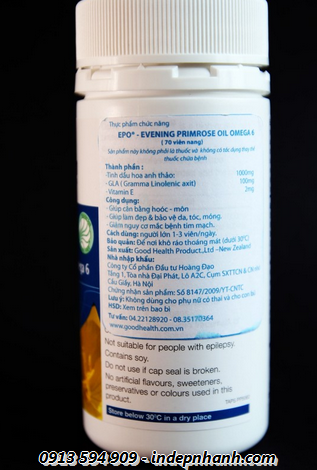 Thực phẩm chức năng
EPO® - EVENING PRIMROSE OIL OMEGA 6
( 70 viên nang)
Sản phẩm này không phải là thuốc và không có tác dụng thay thế
thuốc chữa bệnh
Thành phần :
-Tinh dầu hoa anh thảo: 1000mg
- GLA ( Gramma Linolenic axit) 100mg
- Vitamin E 2mg
Công dụng:
- Giúp cân bằng hoóc - môn
- Giúp làm đẹp & bảo vệ da, tóc, móng.
- Giảm nguy cơ mắc bệnh tim mạch.
Cách dùng: người lớn 1-3 viên/ngày.
Bảo quản: Để nơi khô ráo thoáng mát (dưới 30°C)
Sản xuất: Good Health Product.,Ltd -New Zealand
Nhà nhập khẩu:
Công ty Cổ phần Đầu tư Hoàng Đạo
Tầng 1, Tòa nhà Đại Phát, Lô A2C, Cụm SXTTCN & CN
Cầu Giấy, Hà Nội
Chứng nhận sản phẩm: Số 8147/2009/YT-CNTC
Lưu ý: Không dùng cho phụ nữ có thai và cho con bú
HSD: Xem trên bao bì
Tư vấn: 04.22128920 - 08.35170364
www.goodhealth.com.vn
ga 6
Not suitable for people with epilepsy.
Contains soy.
Do not use if cap seal is broken.
No artificial flavours, sweeteners,
preservatives or colours used in this
product.
Store below 30°C in a dry place
0913 594909 - indepnhanh.com